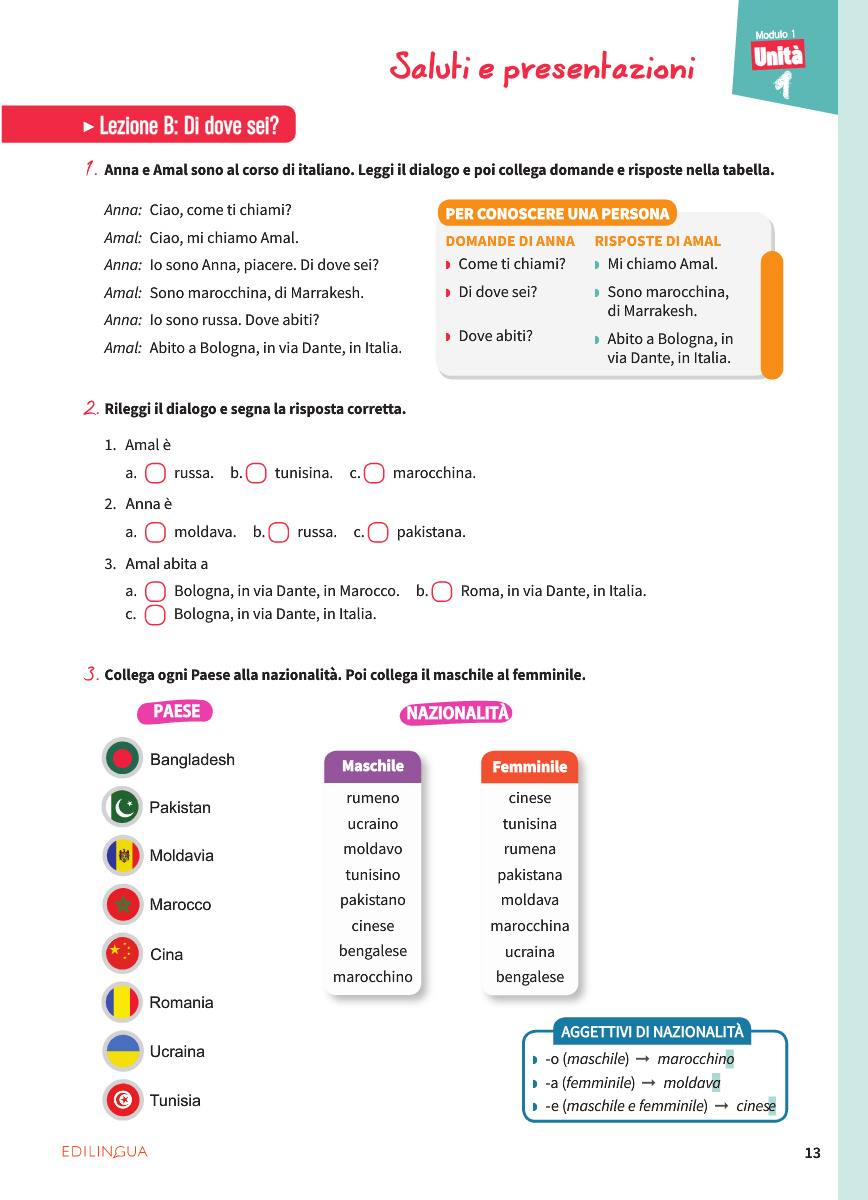 Modulo 1
Unità
1
Saluti e presentazioni
► Lezione B: Di dove sei?
1. Anna e Amal sono al corso di italiano. Leggi il dialogo e poi collega domande e risposte nella tabella.
Anna: Ciao, come ti chiami?
Amal: Ciao, mi chiamo Amal.
Anna: Io sono Anna, piacere. Di dove sei?
Amal: Sono marocchina, di Marrakesh.
Anna: Io sono russa. Dove abiti?
Amal: Abito a Bologna, in via Dante, in Italia.
PER CONOSCERE UNA PERSONA
DOMANDE DI ANNA RISPOSTE DI AMAL
Come ti chiami? Mi chiamo Amal.
Di dove sei? Sono marocchina,
di Marrakesh.
Dove abiti? Abito a Bologna, in
via Dante, in Italia.
2. Rileggi il dialogo e segna la risposta corretta.
1. Amal è
a. russa. b. tunisina. c. marocchina.
2. Anna è
a. moldava. b. russa. c. pakistana.
3. Amal abita a
a. Bologna, in via Dante, in Marocco. b. Roma, in via Dante, in Italia.
c. Bologna, in via Dante, in Italia.
3. Collega ogni Paese alla nazionalità. Poi collega il maschile al femminile.
PAESE
Bangladesh
Pakistan
Moldavia
Marocco
Cina
Romania
Ucraina
Tunisia
NAZIONALITÀ
Maschile
rumeno
ucraino
moldavo
tunisino
pakistano
cinese
bengalese
marocchino
Femminile
cinese
tunisina
rumena
pakistana
moldava
marocchina
ucraina
bengalese
AGGETTIVI DI NAZIONALITÀ
-o (maschile) → marocchino
-a (femminile) → moldava
-e (maschile e femminile) → cinese
EDILINGUA
13